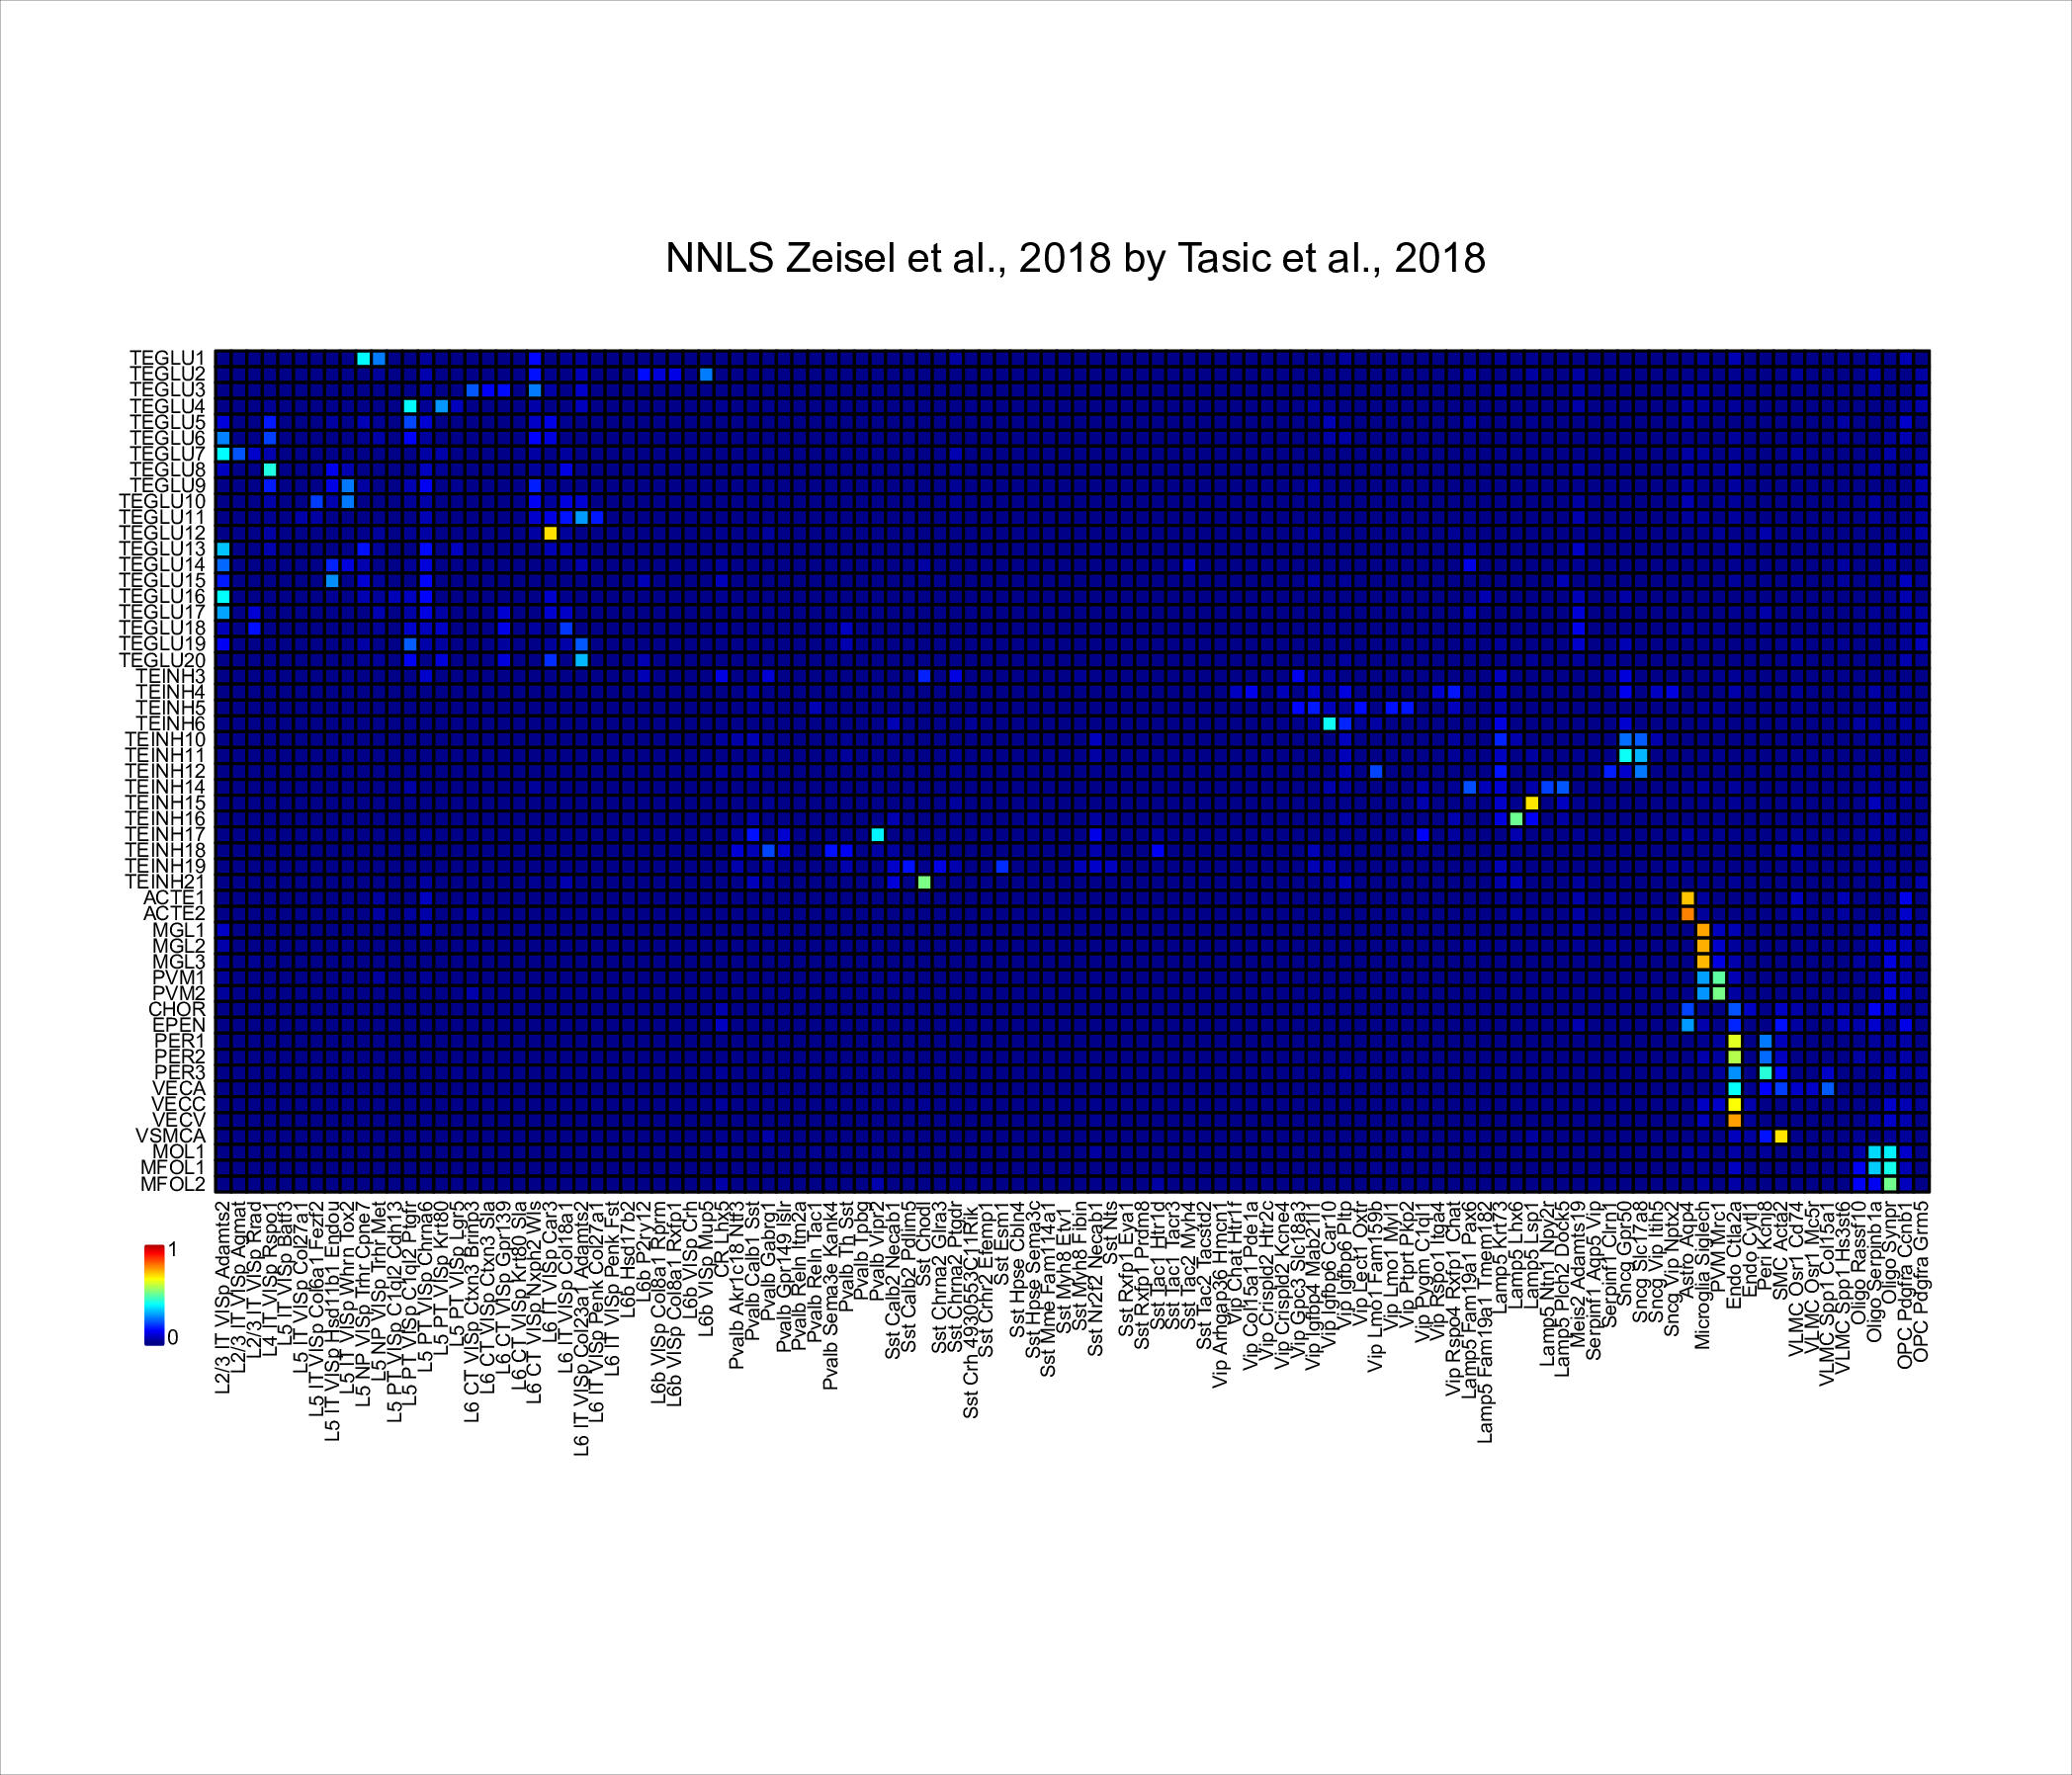 NNLS Zeisel et al., 2018 by Tasic et al., 2018
TEGLU1
TEGLU2
TEGLU3
TEGLU4
TEGLU5
TEGLU6
TEGLU7
TEGLU8
TEGLU9
TEGLU10
TEGLU11
TEGLU12
TEGLU13
TEGLU14
TEGLU15
TEGLU16
TEGLU17
TEGLU18
TEGLU19
TEGLU20
TEINH3
TEINH4
TEINH5
TEINH6
TEINH10
TEINH11
TEINH12
TEINH14
TEINH15
TEINH16
TEINH17
TEINH18
TEINH19
TEINH21
ACTE1
ACTE2
MGL1
MGL2
MGL3
PVM1
PVM2
CHOR
EPEN
PER1
PER2
PER3
VECA
VECC
VECV
VSMCA
MOL1
MFOL1
MFOL2
1
0
L2/3 IT VISp Adamts2
L2/3 IT VISp Agmat
L2/3 IT VISp Rrad
L4 IT VISp Rspo1
L5 IT VISp Batf3
L5 IT VISp Col27a1
L5 IT VISp Col6a1 Fezf2
L5 IT VISp Hsd11b1 Endou
L5 IT VISp Whrn Tox2
L5 NP VISp Trhr Cpne7
L5 NP VISp Trhr Met
L5 PT VISp C1ql2 Cdh13
L5 PT VISp C1ql2 Ptgfr
L5 PT VISp Chrna6
L5 PT VISp Krt80
L5 PT VISp Lgr5
L6 CT VISp Ctxn3 Brinp3
L6 CT VISp Ctxn3 Sla
L6 CT VISp Gpr139
L6 CT VISp Krt80 Sla
L6 CT VISp Nxph2 Wls
L6 IT VISp Car3
L6 IT VISp Col18a1
L6 IT VISp Col23a1 Adamts2
L6 IT VISp Penk Col27a1
L6 IT VISp Penk Fst
L6b Hsd17b2
L6b P2ry12
L6b VISp Col8a1 Rprm
L6b VISp Col8a1 Rxfp1
L6b VISp Crh
L6b VISp Mup5
CR Lhx5
Pvalb Akr1c18 Ntf3
Pvalb Calb1 Sst
Pvalb Gabrg1
Pvalb Gpr149 Islr
Pvalb Reln Itm2a
Pvalb Reln Tac1
Pvalb Sema3e Kank4
Pvalb Th Sst
Pvalb Tpbg
Pvalb Vipr2
Sst Calb2 Necab1
Sst Calb2 Pdlim5
Sst Chodl
Sst Chrna2 Glra3
Sst Chrna2 Ptgdr
Sst Crh 4930553C11Rik
Sst Crhr2 Efemp1
Sst Esm1
Sst Hpse Cbln4
Sst Hpse Sema3c
Sst Mme Fam114a1
Sst Myh8 Etv1
Sst Myh8 Fibin
Sst Nr2f2 Necab1
Sst Nts
Sst Rxfp1 Eya1
Sst Rxfp1 Prdm8
Sst Tac1 Htr1d
Sst Tac1 Tacr3
Sst Tac2 Myh4
Sst Tac2 Tacstd2
Vip Arhgap36 Hmcn1
Vip Chat Htr1f
Vip Col15a1 Pde1a
Vip Crispld2 Htr2c
Vip Crispld2 Kcne4
Vip Gpc3 Slc18a3
Vip Igfbp4 Mab21l1
Vip Igfbp6 Car10
Vip Igfbp6 Pltp
Vip Lect1 Oxtr
Vip Lmo1 Fam159b
Vip Lmo1 Myl1
Vip Ptprt Pkp2
Vip Pygm C1ql1
Vip Rspo1 Itga4
Vip Rspo4 Rxfp1 Chat
Lamp5 Fam19a1 Pax6
Lamp5 Fam19a1 Tmem182
Lamp5 Krt73
Lamp5 Lhx6
Lamp5 Lsp1
Lamp5 Ntn1 Npy2r
Lamp5 Plch2 Dock5
Meis2 Adamts19
Serpinf1 Aqp5 Vip
Serpinf1 Clrn1
Sncg Gpr50
Sncg Slc17a8
Sncg Vip Itih5
Sncg Vip Nptx2
Astro Aqp4
Microglia Siglech
PVM Mrc1
Endo Ctla2a
Endo Cytl1
Peri Kcnj8
SMC Acta2
VLMC Osr1 Cd74
VLMC Osr1 Mc5r
VLMC Spp1 Col15a1
VLMC Spp1 Hs3st6
Oligo Rassf10
Oligo Serpinb1a
Oligo Synpr
OPC Pdgfra Ccnb1
OPC Pdgfra Grm5